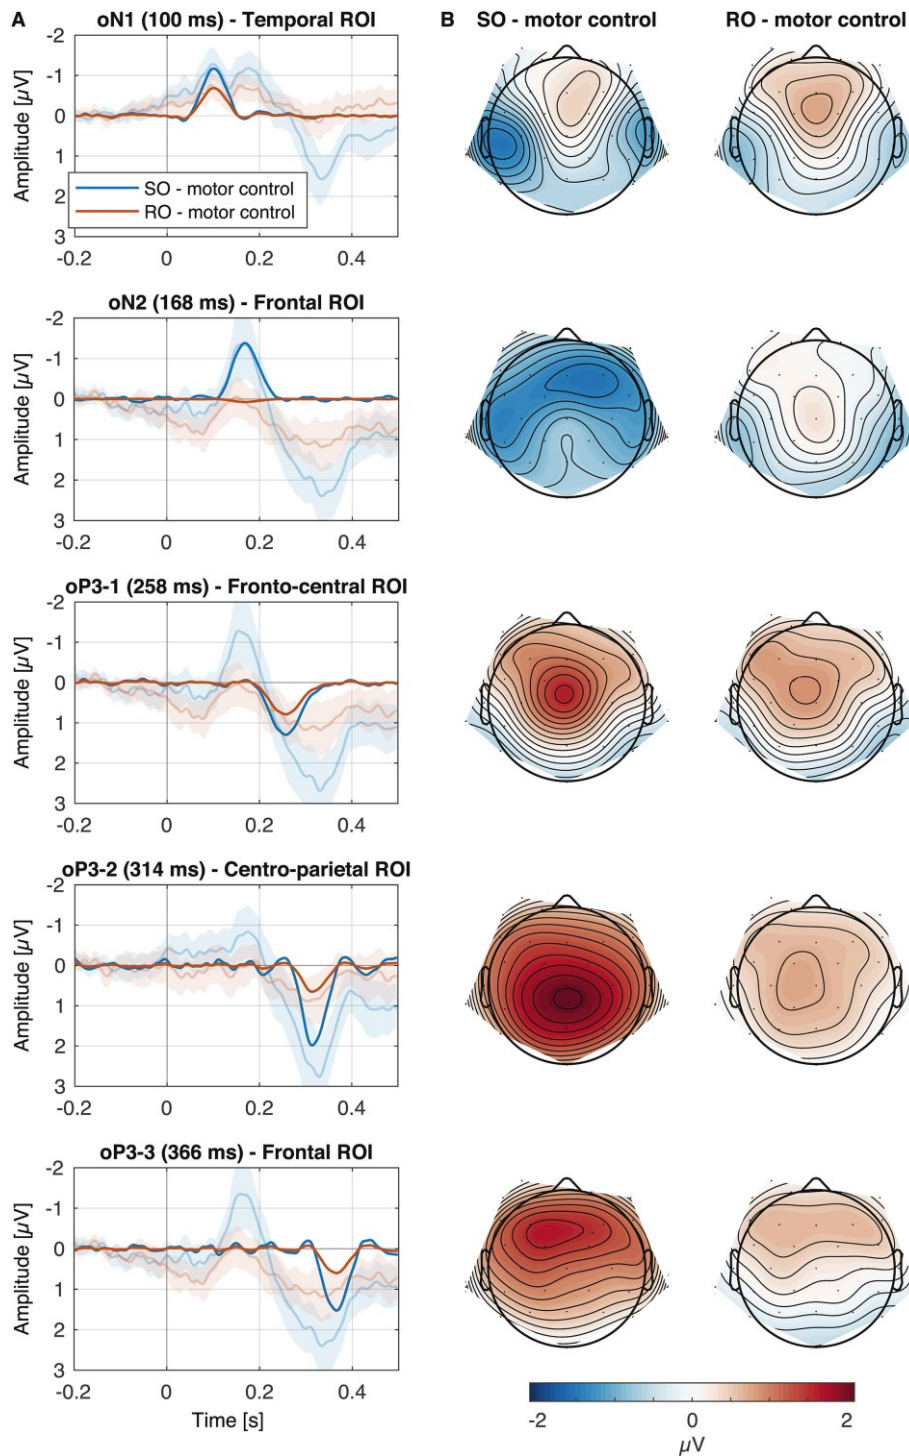 A
oN1 (100 ms) - Temporal ROI
B
SO - motor control
RO - motor control
-2
-1
0
1
2
3
Amplitude [µV]
SO - motor control
RO - motor control
-0.2
0
0.2
0.4
oN2 (168 ms) - Frontal ROI
-2
-1
0
1
2
3
Amplitude [µV]
-0.2
0
0.2
0.4
oP3-1 (258 ms) - Fronto-central ROI
-2
-1
0
1
2
3
Amplitude [µV]
-0.2
0
0.2
0.4
oP3-2 (314 ms) - Centro-parietal ROI
-2
-1
0
1
2
3
Amplitude [µV]
-0.2
0
0.2
0.4
oP3-3 (366 ms) - Frontal ROI
-2
-1
0
1
2
3
Amplitude [µV]
-0.2
0
0.2
0.4
Time [s]
-2
0
2
µV